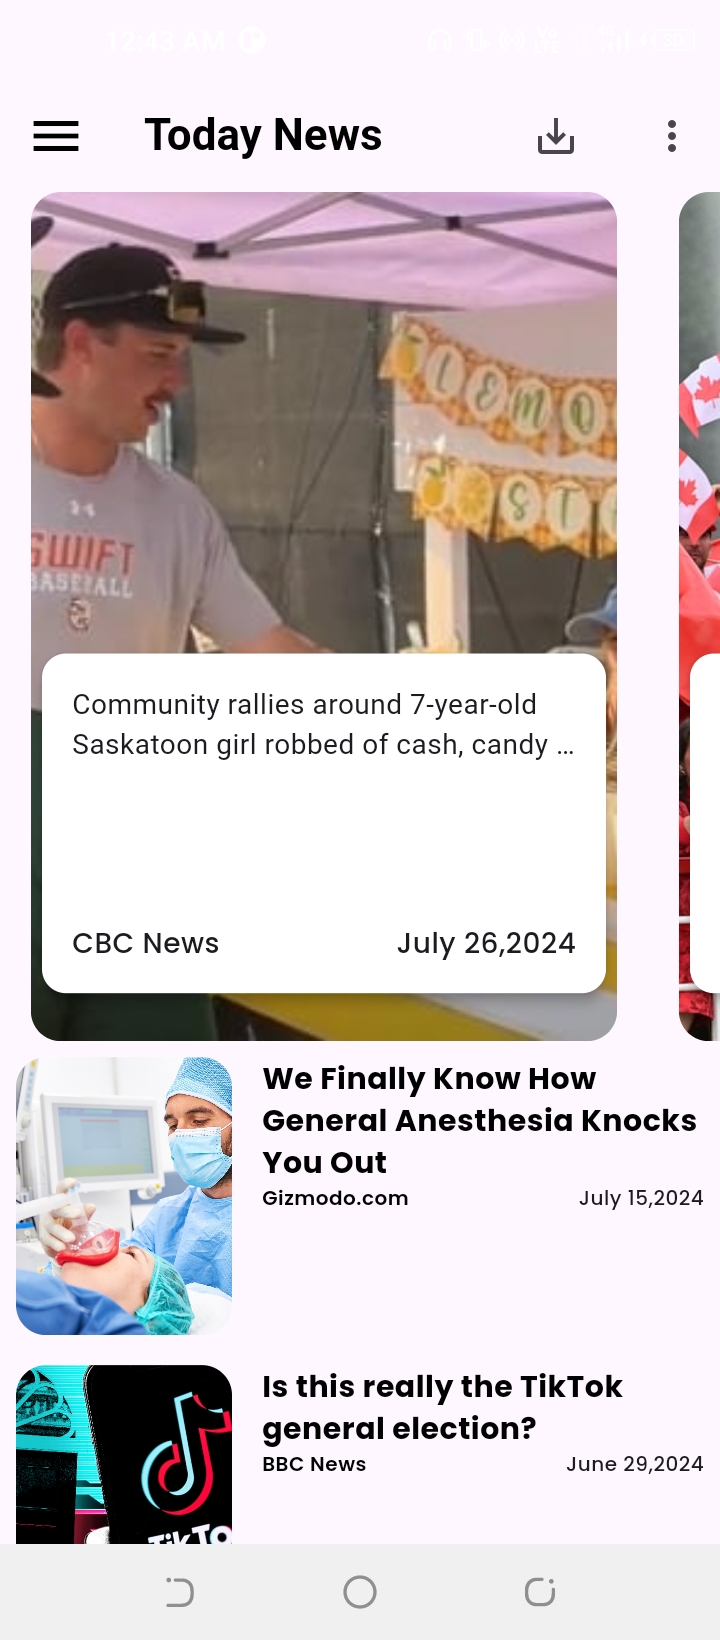 12:43 AM
Today News
LEMO
ST
SWIFT
BASEBALL
Community rallies around 7-year-old
Saskatoon girl robbed of cash, candy ...
CBC News July 26,2024
We Finally Know How
General Anesthesia Knocks
You Out
Gizmodo.com July 15,2024
Is this really the TikTok
general election?
BBC News June 29,2024
TikTo